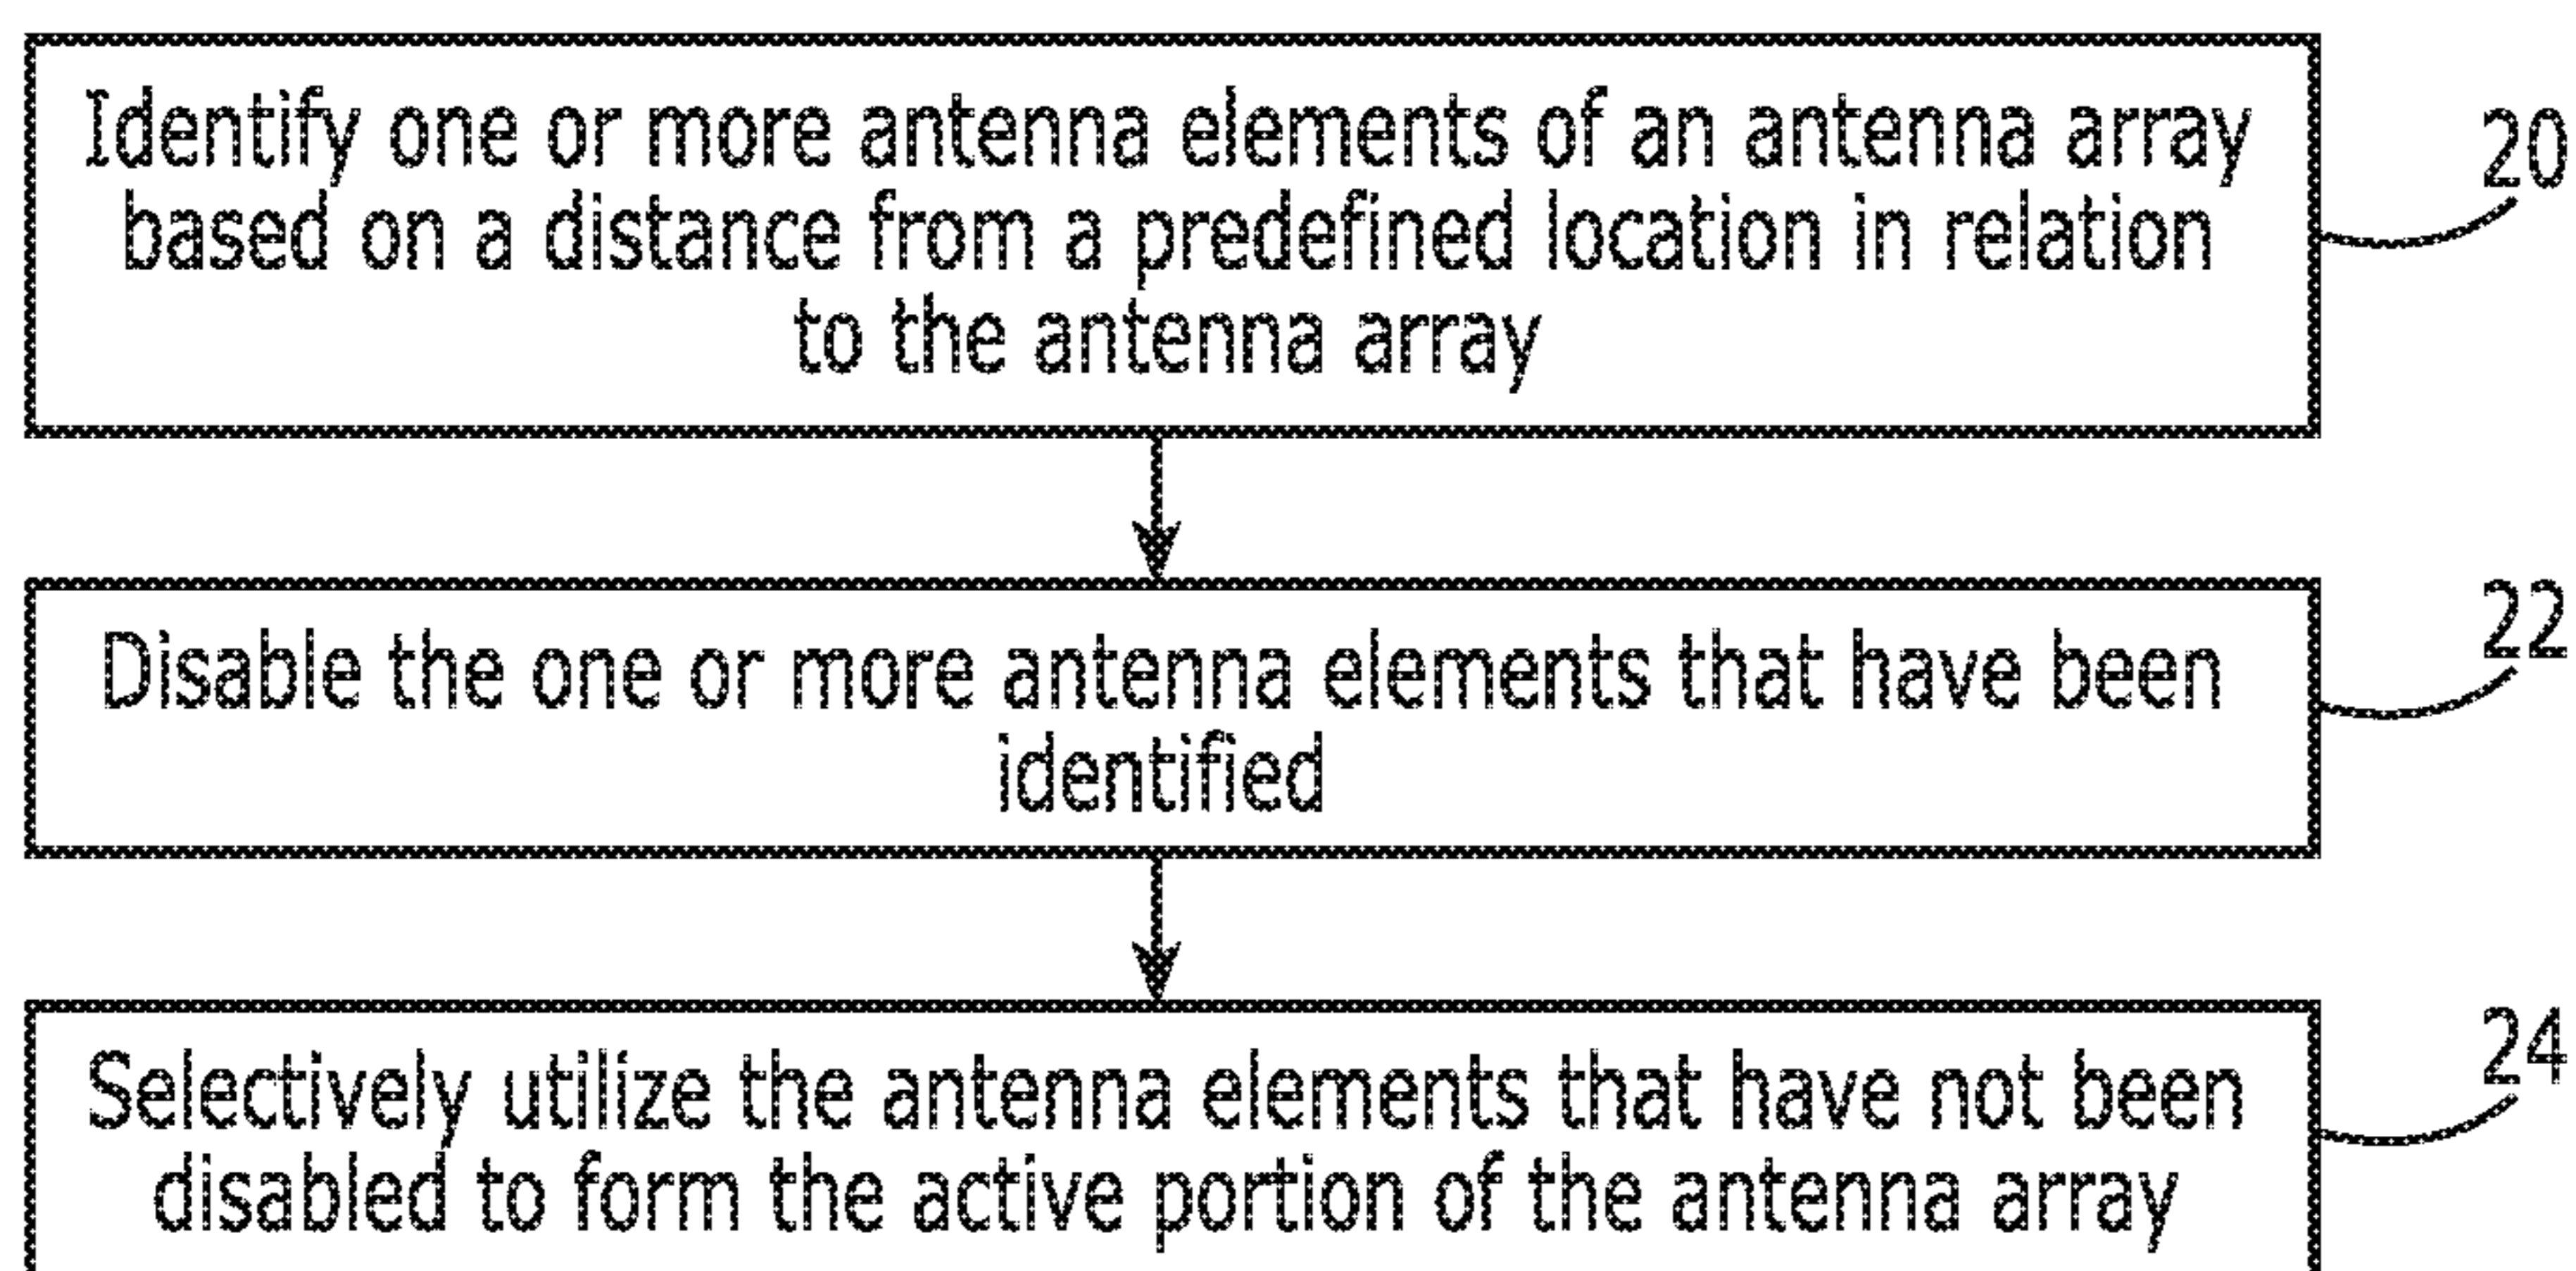 Identify one or more antenna elements of an antenna array
based on a distance from a predefined location in relation
to the antenna array
20
Disable the one or more antenna elements that have been
identified
22
Selectively utilize the antenna elements that have not been
disabled to form the active portion of the antenna array
24